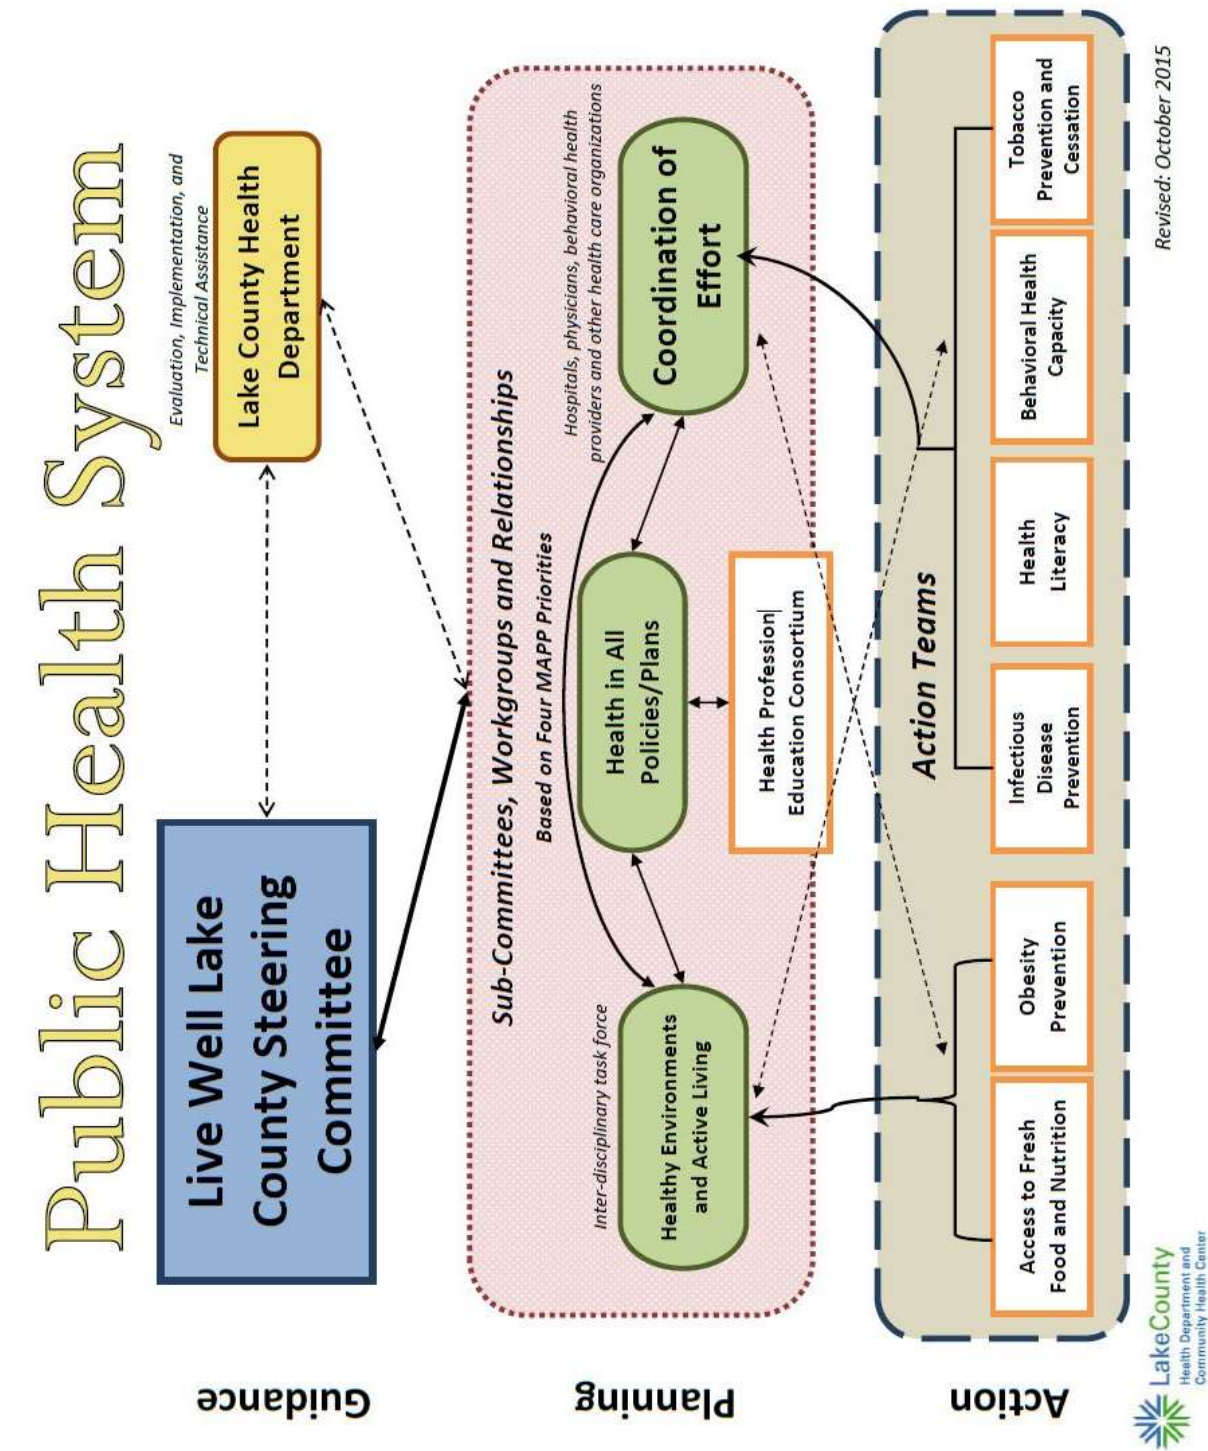 Public Health System
Guidance
Live Well Lake
County Steering
Committee
Evaluation, Implementation, and
Technical Assistance
Lake County Health
Department
Planning
Sub-Committees, Workgroups and Relationships
Based on Four MAPP Priorities
Inter-disciplinary task force
Healthy Environments
and Active Living
Health in All
Policies/Plans
Health Profession
Education Consortium
Hospitals, physicians, behavioral health
providers and other health care organizations
Coordination of
Effort
Action
Action Teams
Access to Fresh
Food and Nutrition
Obesity
Prevention
Infectious
Disease
Prevention
Health
Literacy
Behavioral Health
Capacity
Tobacco
Prevention and
Cessation
LakeCounty
Health Department and
Community Health Center
Revised: October 2015